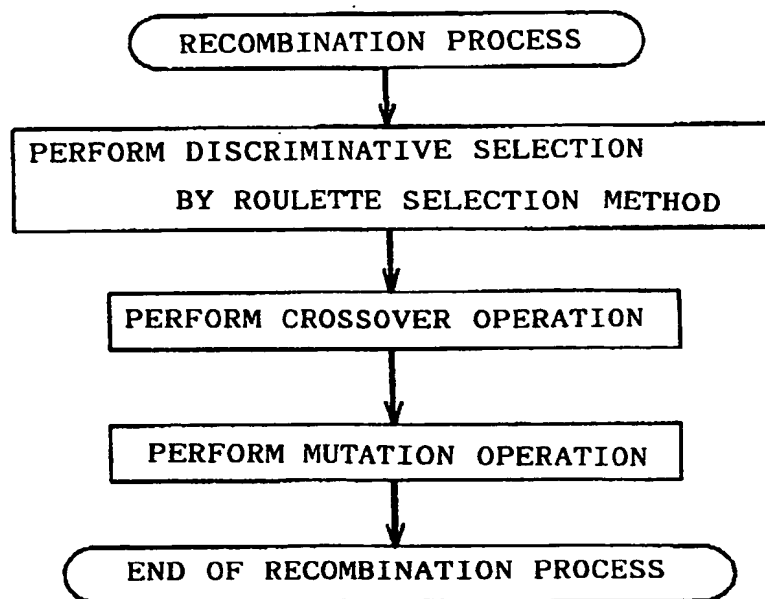 RECOMBINATION PROCESS
PERFORM DISCRIMINATIVE SELECTION
BY ROULETTE SELECTION METHOD
PERFORM CROSSOVER OPERATION
PERFORM MUTATION OPERATION
END OF RECOMBINATION PROCESS